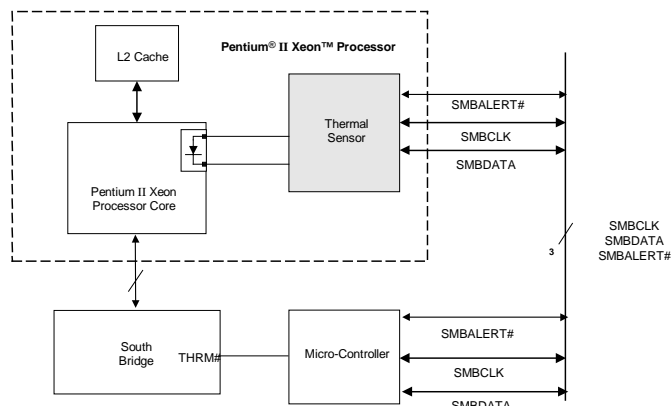 Pentium® II Xeon™ Processor
L2 Cache
Thermal
Sensor
SMBALERT#
SMBCLK
SMBDATA
Pentium II Xeon
Processor Core
3
SMBCLK
SMBDATA
SMBALERT#
South
Bridge
THRM#
Micro-Controller
SMBALERT#
SMBCLK
SMBDATA